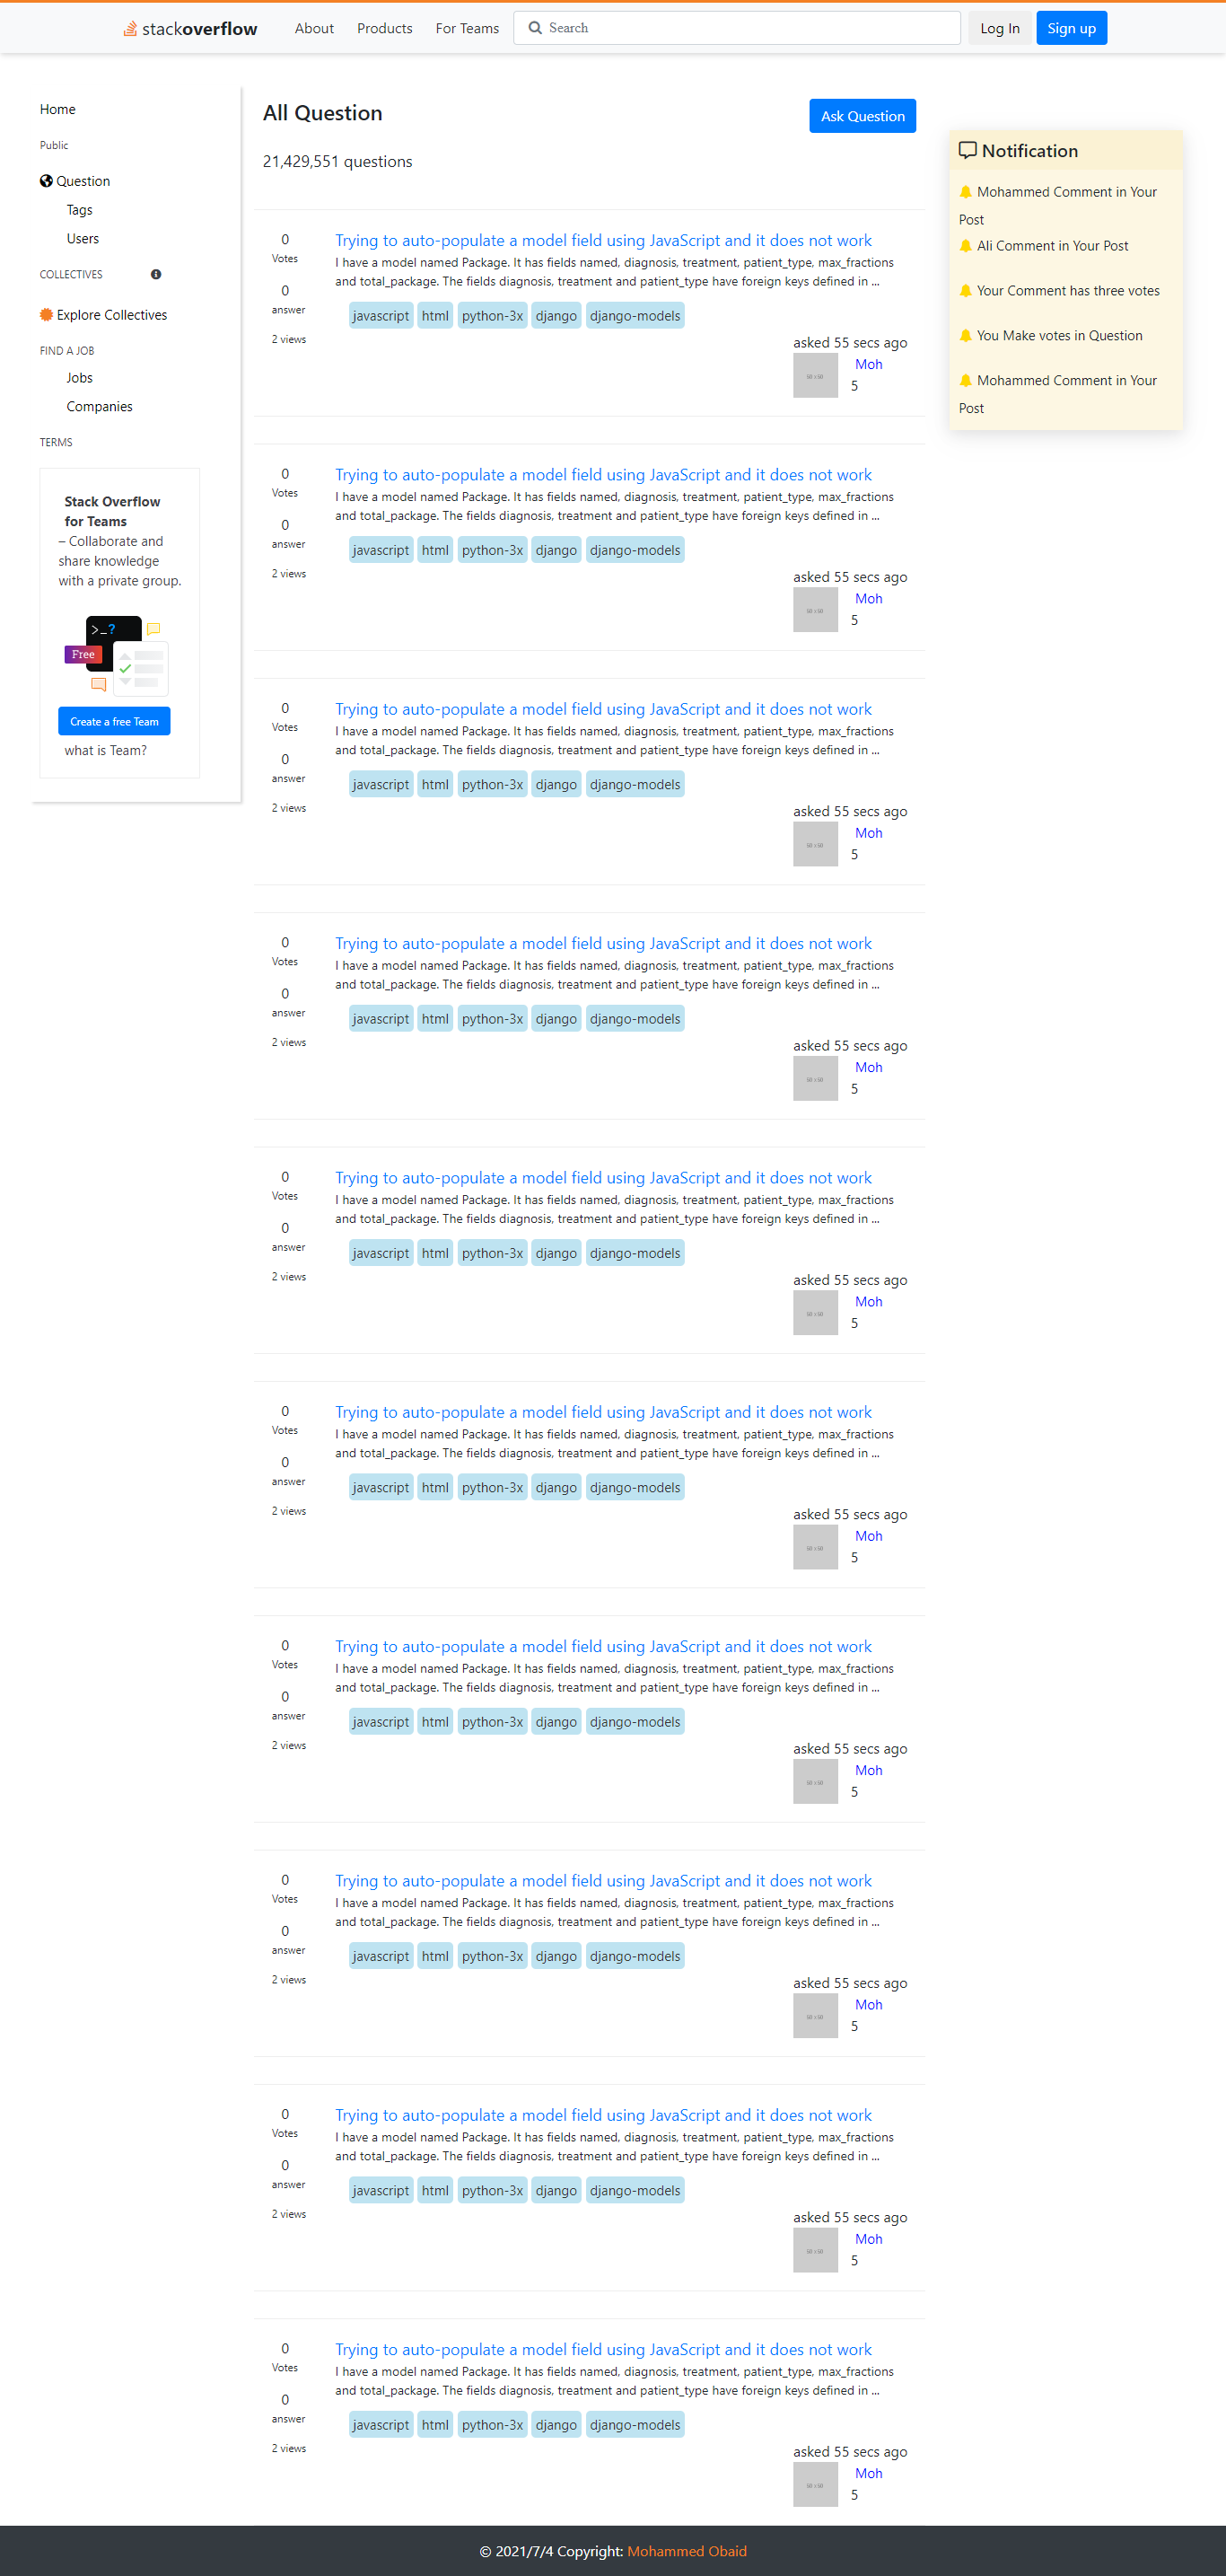 stackoverflow
About
Products
For Teams
Search
Log In
Sign up
Home
Public
Question
Tags
Users
COLLECTIVES
Explore Collectives
FIND A JOB
Jobs
Companies
TERMS
Stack Overflow
for Teams
– Collaborate and
share knowledge
with a private group.
>_?
Free
Create a free Team
what is Team?
All Question
Ask Question
21,429,551 questions
0
Votes
0
answer
2 views
Trying to auto-populate a model field using JavaScript and it does not work
I have a model named Package. It has fields named, diagnosis, treatment, patient_type, max_fractions
and total_package. The fields diagnosis, treatment and patient_type have foreign keys defined in ...
javascript html python-3x django django-models
asked 55 secs ago
Moh
5
0
Votes
0
answer
2 views
Trying to auto-populate a model field using JavaScript and it does not work
I have a model named Package. It has fields named, diagnosis, treatment, patient_type, max_fractions
and total_package. The fields diagnosis, treatment and patient_type have foreign keys defined in ...
javascript html python-3x django django-models
asked 55 secs ago
Moh
5
0
Votes
0
answer
2 views
Trying to auto-populate a model field using JavaScript and it does not work
I have a model named Package. It has fields named, diagnosis, treatment, patient_type, max_fractions
and total_package. The fields diagnosis, treatment and patient_type have foreign keys defined in ...
javascript html python-3x django django-models
asked 55 secs ago
Moh
5
0
Votes
0
answer
2 views
Trying to auto-populate a model field using JavaScript and it does not work
I have a model named Package. It has fields named, diagnosis, treatment, patient_type, max_fractions
and total_package. The fields diagnosis, treatment and patient_type have foreign keys defined in ...
javascript html python-3x django django-models
asked 55 secs ago
Moh
5
0
Votes
0
answer
2 views
Trying to auto-populate a model field using JavaScript and it does not work
I have a model named Package. It has fields named, diagnosis, treatment, patient_type, max_fractions
and total_package. The fields diagnosis, treatment and patient_type have foreign keys defined in ...
javascript html python-3x django django-models
asked 55 secs ago
Moh
5
0
Votes
0
answer
2 views
Trying to auto-populate a model field using JavaScript and it does not work
I have a model named Package. It has fields named, diagnosis, treatment, patient_type, max_fractions
and total_package. The fields diagnosis, treatment and patient_type have foreign keys defined in ...
javascript html python-3x django django-models
asked 55 secs ago
Moh
5
0
Votes
0
answer
2 views
Trying to auto-populate a model field using JavaScript and it does not work
I have a model named Package. It has fields named, diagnosis, treatment, patient_type, max_fractions
and total_package. The fields diagnosis, treatment and patient_type have foreign keys defined in ...
javascript html python-3x django django-models
asked 55 secs ago
Moh
5
0
Votes
0
answer
2 views
Trying to auto-populate a model field using JavaScript and it does not work
I have a model named Package. It has fields named, diagnosis, treatment, patient_type, max_fractions
and total_package. The fields diagnosis, treatment and patient_type have foreign keys defined in ...
javascript html python-3x django django-models
asked 55 secs ago
Moh
5
0
Votes
0
answer
2 views
Trying to auto-populate a model field using JavaScript and it does not work
I have a model named Package. It has fields named, diagnosis, treatment, patient_type, max_fractions
and total_package. The fields diagnosis, treatment and patient_type have foreign keys defined in ...
javascript html python-3x django django-models
asked 55 secs ago
Moh
5
0
Votes
0
answer
2 views
Trying to auto-populate a model field using JavaScript and it does not work
I have a model named Package. It has fields named, diagnosis, treatment, patient_type, max_fractions
and total_package. The fields diagnosis, treatment and patient_type have foreign keys defined in ...
javascript html python-3x django django-models
asked 55 secs ago
Moh
5
Notification
Mohammed Comment in Your
Post
Ali Comment in Your Post
Your Comment has three votes
You Make votes in Question
Mohammed Comment in Your
Post
© 2021/7/4 Copyright: Mohammed Obaid